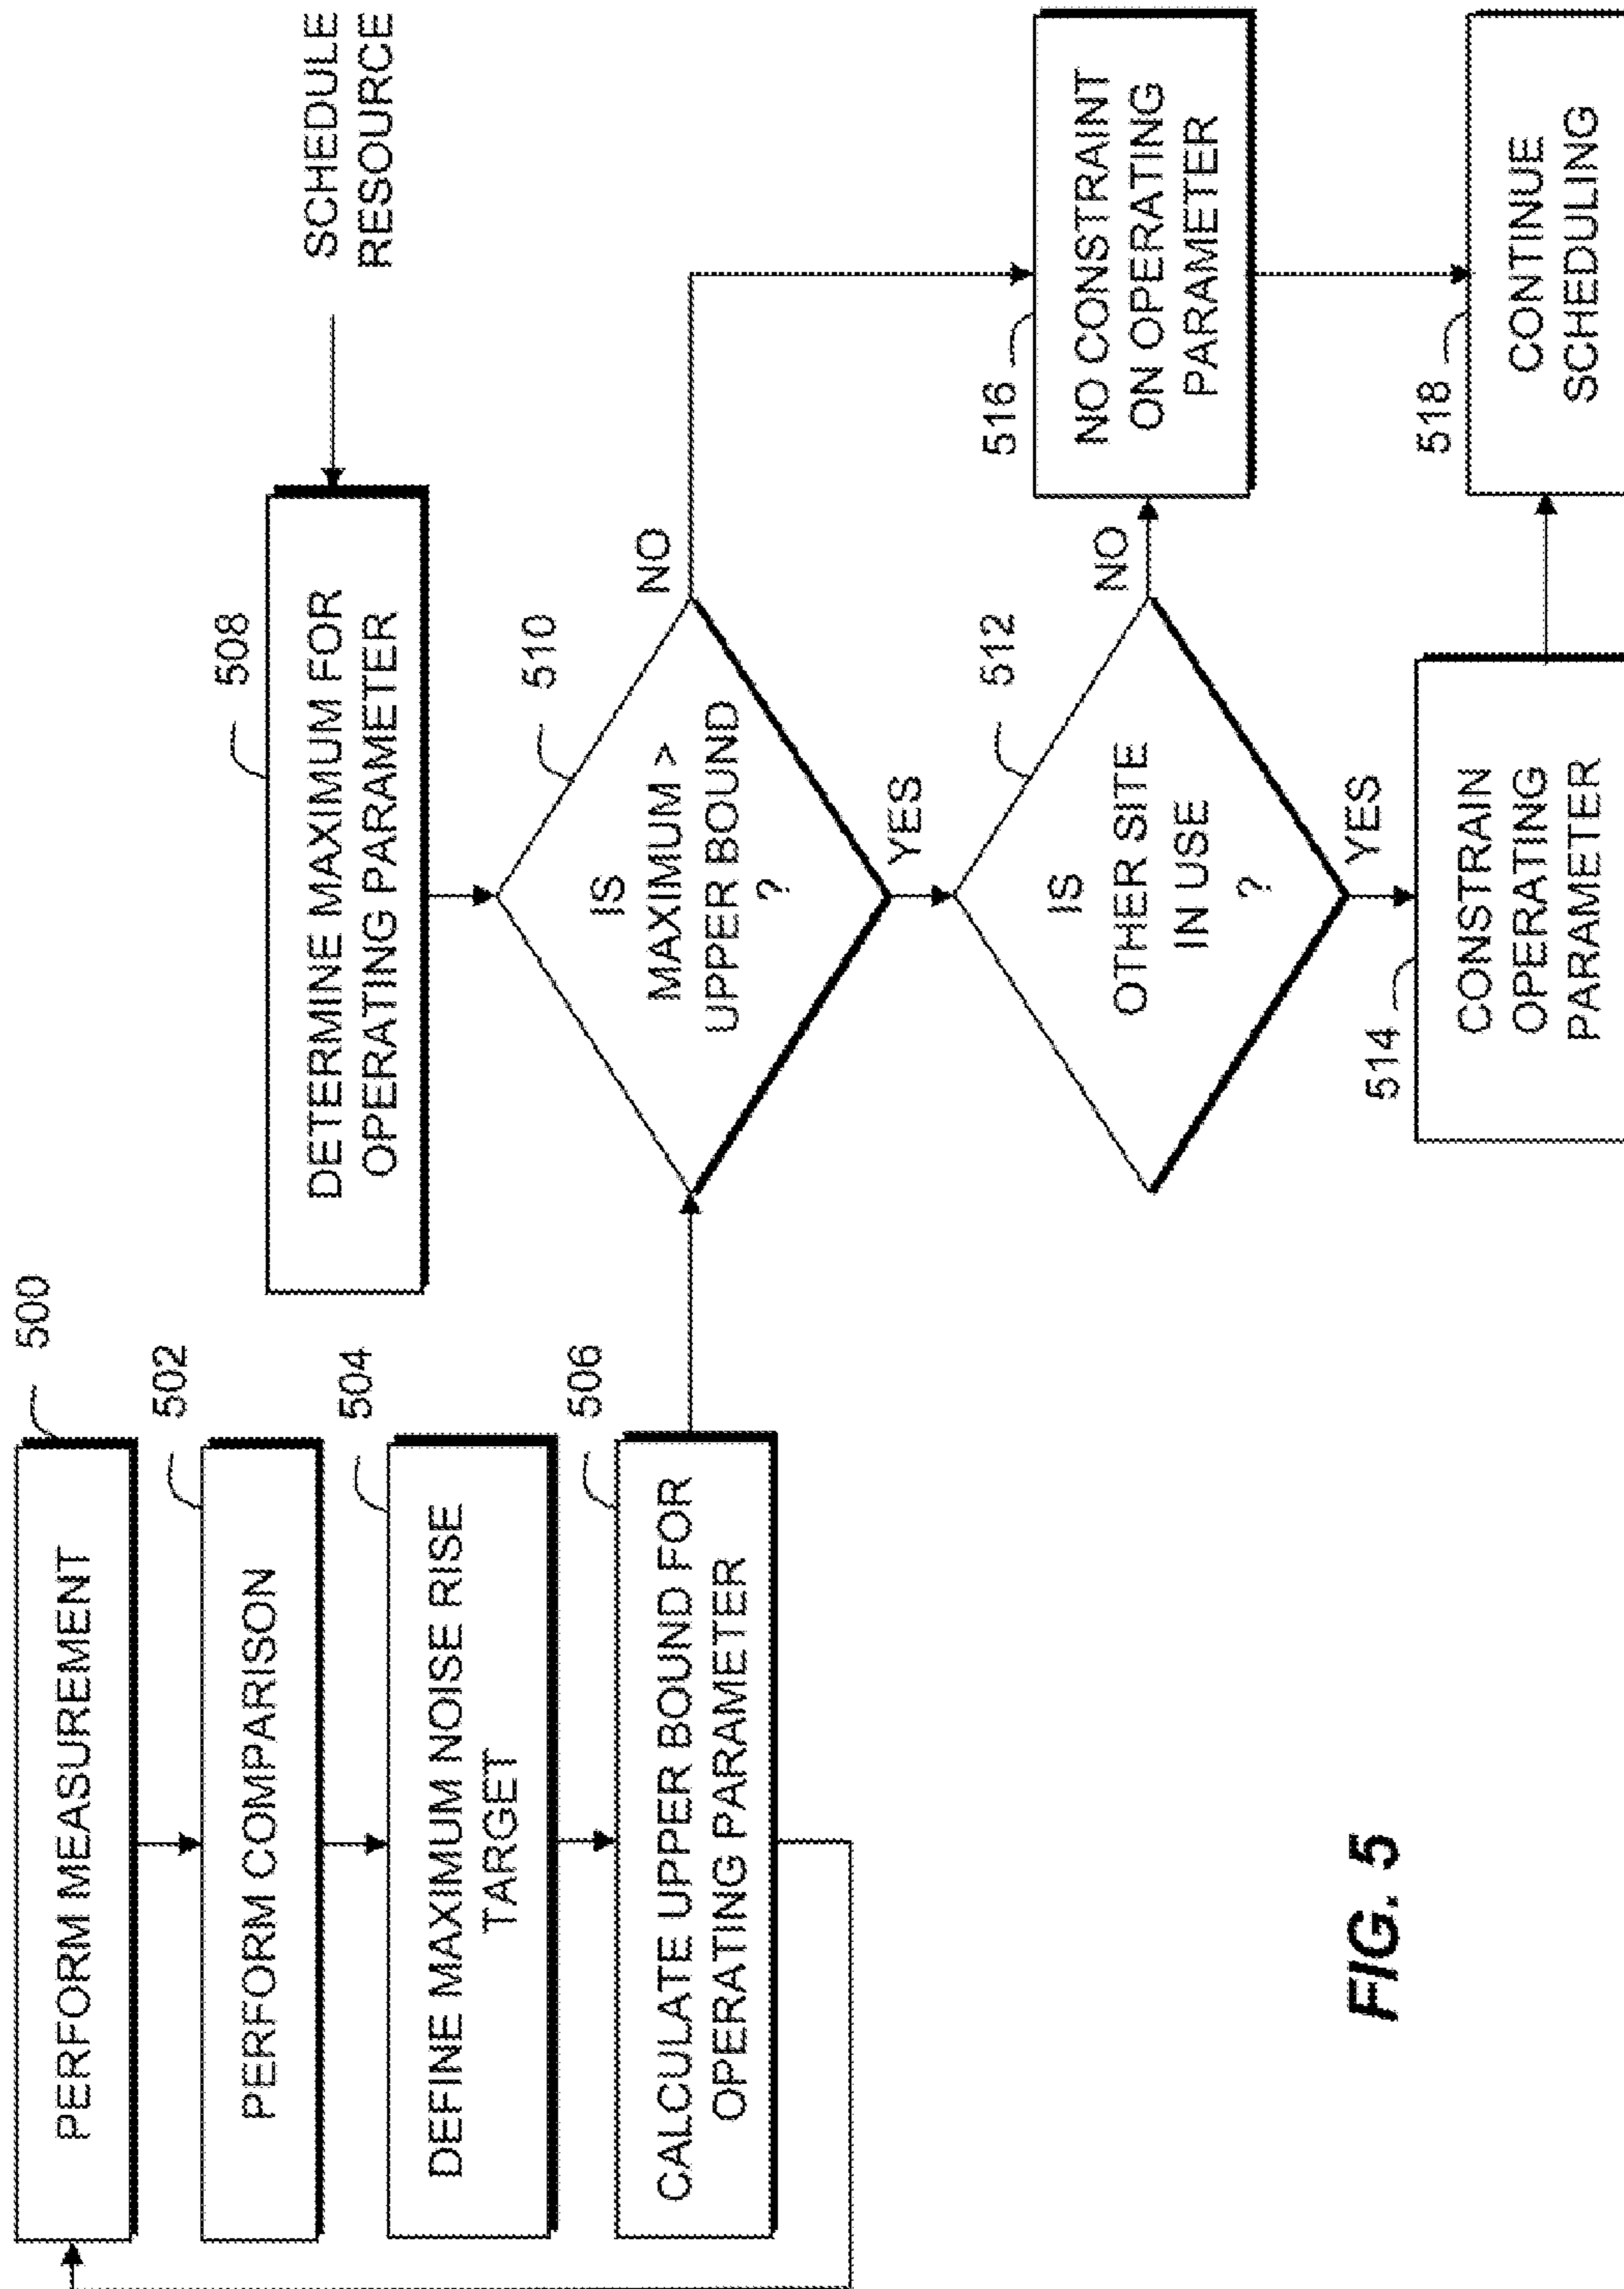 500
PERFORM MEASUREMENT
502
PERFORM COMPARISON
504
DEFINE MAXIMUM NOISE RISE
TARGET
506
CALCULATE UPPER BOUND FOR
OPERATING PARAMETER
SCHEDULE
RESOURCE
508
DETERMINE MAXIMUM FOR
OPERATING PARAMETER
510
IS
MAXIMUM >
UPPER BOUND
?
NO
YES
512
IS
OTHER SITE
IN USE
?
NO
YES
516
NO CONSTRAINT
ON OPERATING
PARAMETER
514
CONSTRAIN
OPERATING
PARAMETER
518
CONTINUE
SCHEDULING
FIG. 5